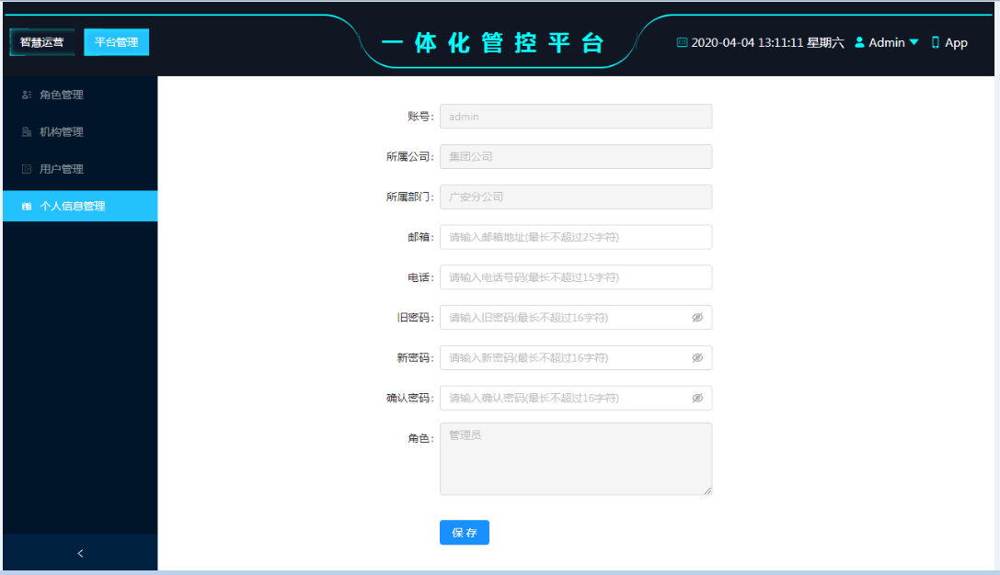 智慧运营
平台管理
一体化管控平台
2020-04-04 13:11:11 星期六
Admin
App
角色管理
机构管理
用户管理
个人信息管理
账号: admin
所属公司: 集团公司
所属部门: 广安分公司
邮箱: 请输入邮箱地址(最长不超过25字符)
电话: 请输入电话号码(最长不超过15字符)
旧密码: 请输入旧密码(最长不超过16字符)
新密码: 请输入新密码(最长不超过16字符)
确认密码: 请输入确认密码(最长不超过16字符)
角色: 管理员
保 存